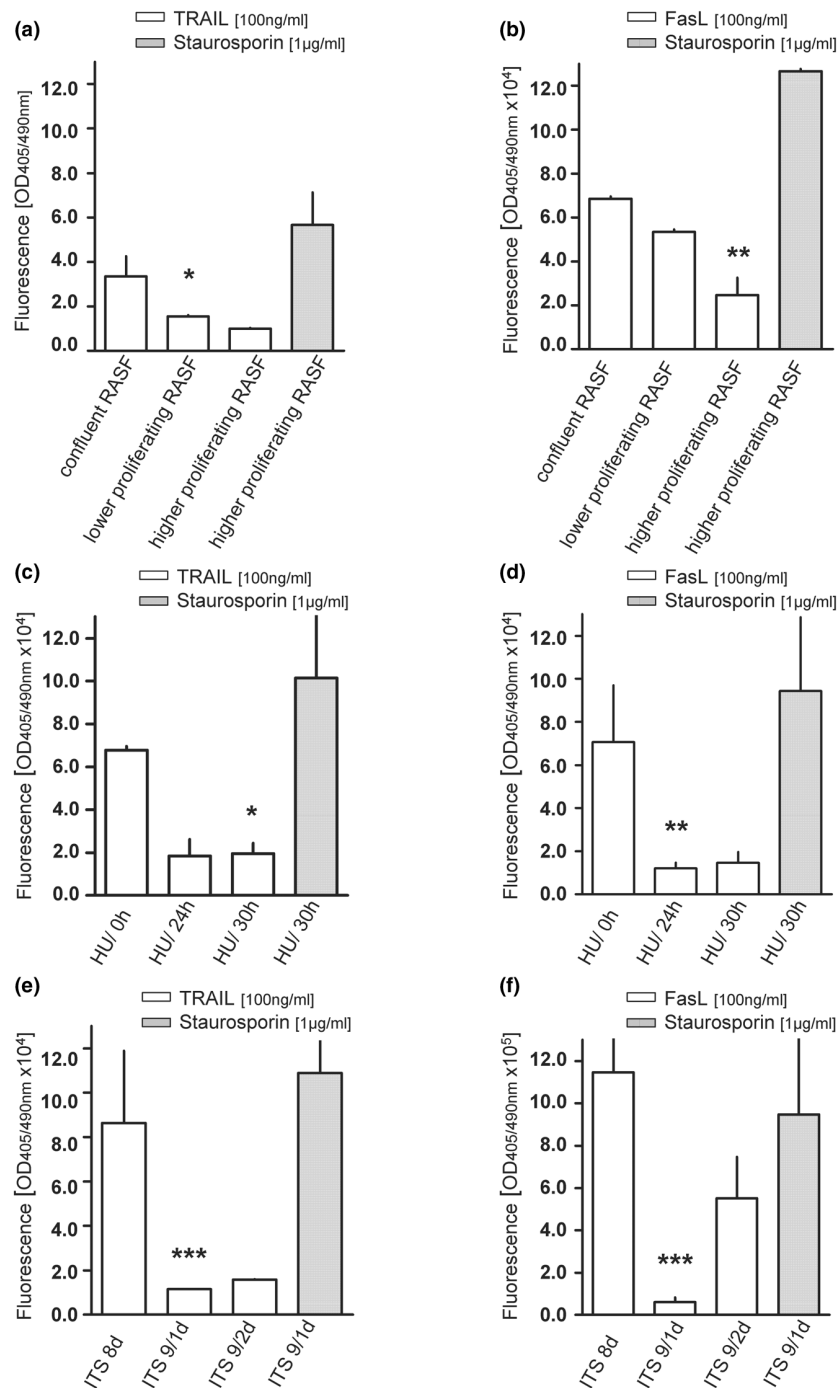 (a)
TRAIL [100ng/ml]
Staurosporin [1µg/ml]
Fluorescence [OD405/490nm]
12.0
10.0
8.0
6.0
4.0
2.0
0.0
*
confluent RASF
lower proliferating RASF
higher proliferating RASF
higher proliferating RASF
(b)
FasL [100ng/ml]
Staurosporin [1µg/ml]
Fluorescence [OD405/490nm x10⁴]
12.0
10.0
8.0
6.0
4.0
2.0
0.0
**
confluent RASF
lower proliferating RASF
higher proliferating RASF
higher proliferating RASF
(c)
TRAIL [100ng/ml]
Staurosporin [1µg/ml]
Fluorescence [OD405/490nm x10⁴]
12.0
10.0
8.0
6.0
4.0
2.0
0.0
*
HU/ 0h
HU/ 24h
HU/ 30h
HU/ 30h
(d)
FasL [100ng/ml]
Staurosporin [1µg/ml]
Fluorescence [OD405/490nm x10⁴]
12.0
10.0
8.0
6.0
4.0
2.0
0.0
**
HU/ 0h
HU/ 24h
HU/ 30h
HU/ 30h
(e)
TRAIL [100ng/ml]
Staurosporin [1µg/ml]
Fluorescence [OD405/490nm x10⁴]
12.0
10.0
8.0
6.0
4.0
2.0
0.0
***
ITS 8d
ITS 9/1d
ITS 9/2d
ITS 9/1d
(f)
FasL [100ng/ml]
Staurosporin [1µg/ml]
Fluorescence [OD405/490nm x10⁵]
12.0
10.0
8.0
6.0
4.0
2.0
0.0
***
ITS 8d
ITS 9/1d
ITS 9/2d
ITS 9/1d